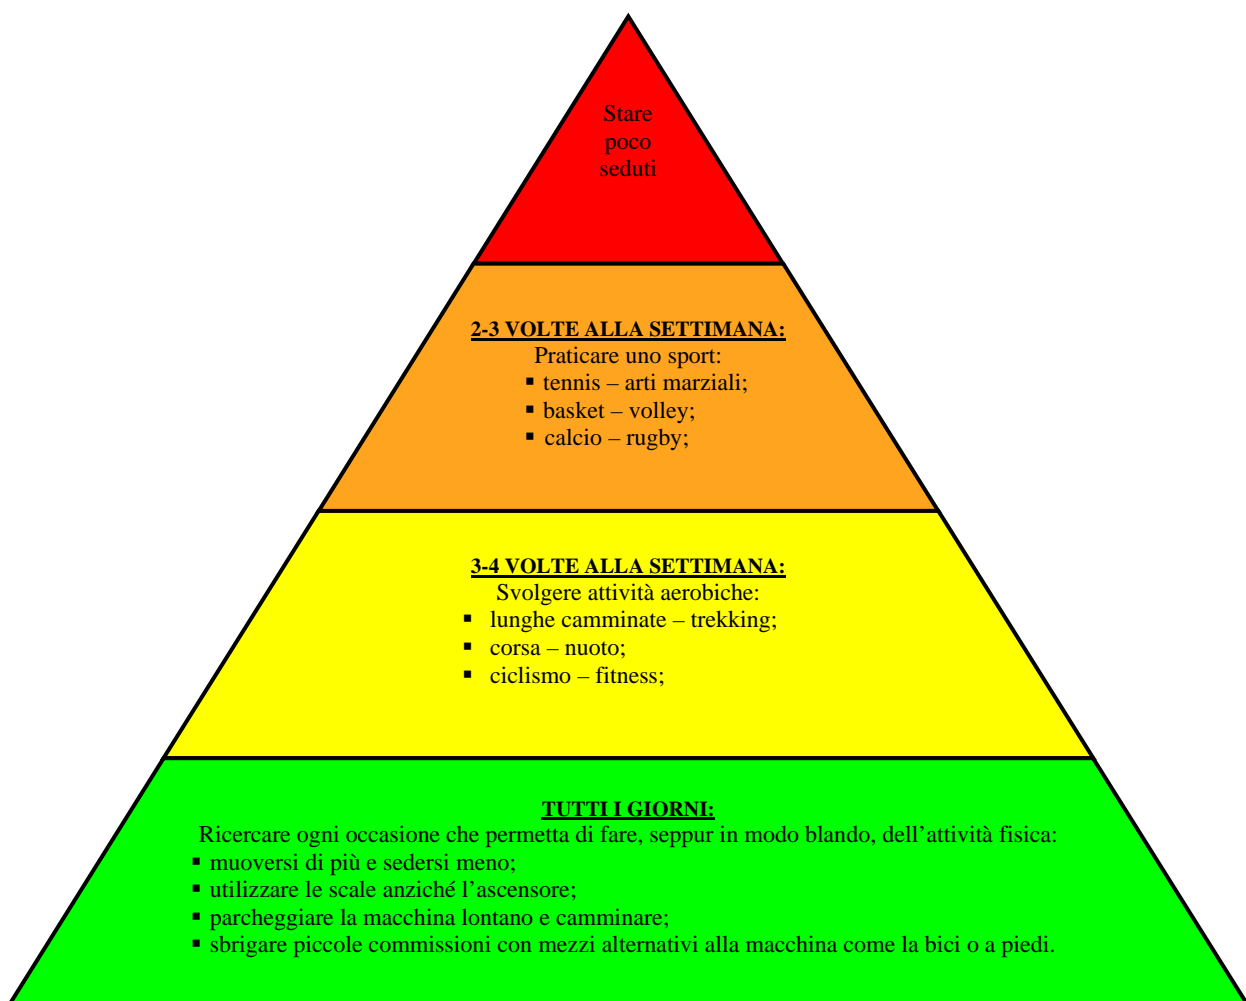 Stare
poco
seduti
2-3 VOLTE ALLA SETTIMANA:
Praticare uno sport:
▪ tennis – arti marziali;
▪ basket – volley;
▪ calcio – rugby;
3-4 VOLTE ALLA SETTIMANA:
Svolgere attività aerobiche:
▪ lunghe camminate – trekking;
▪ corsa – nuoto;
▪ ciclismo – fitness;
TUTTI I GIORNI:
Ricercare ogni occasione che permetta di fare, seppur in modo blando, dell’attività fisica:
▪ muoversi di più e sedersi meno;
▪ utilizzare le scale anziché l’ascensore;
▪ parcheggiare la macchina lontano e camminare;
▪ sbrigare piccole commissioni con mezzi alternativi alla macchina come la bici o a piedi.